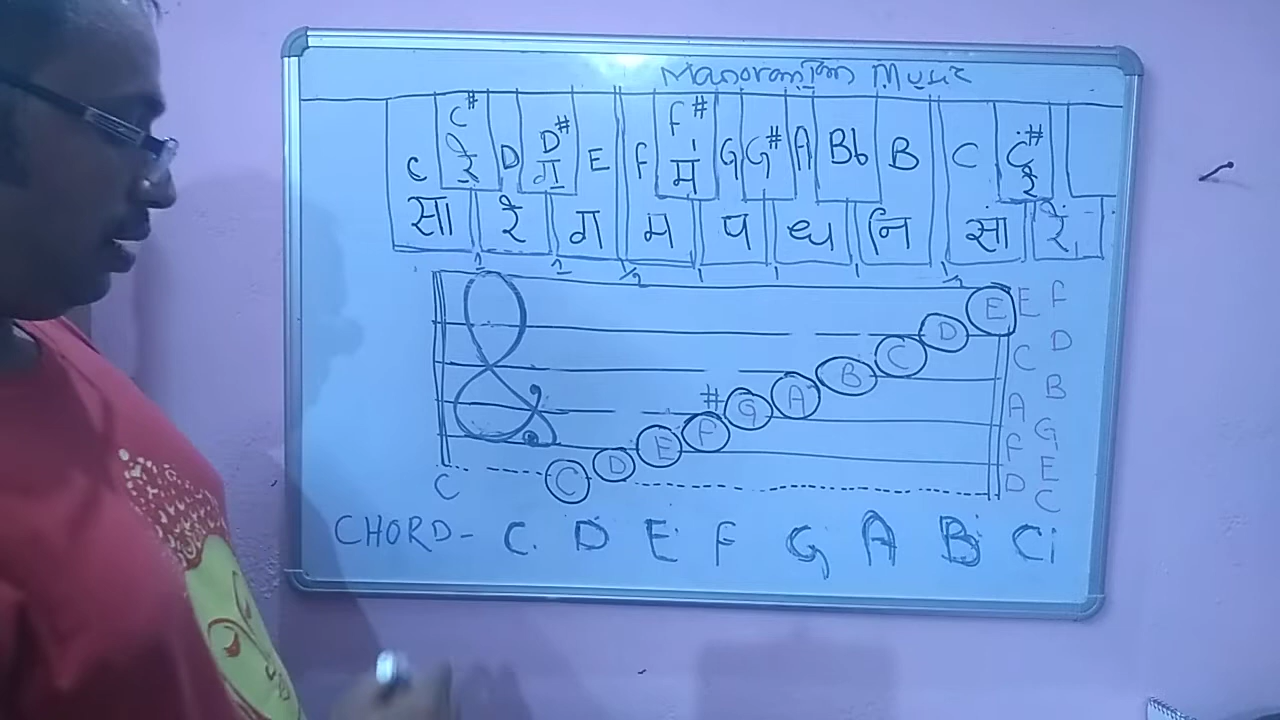 Manoranjan Music
C# D# F# C#
C D E F G G# A Bb B C
रे ग म॑ रें
सा रे ग म प ध नि सां रें
E F
E D
D
C C
B B
A A
# G G
F F
E E
D D
C C C
CHORD- C D E F G A B C